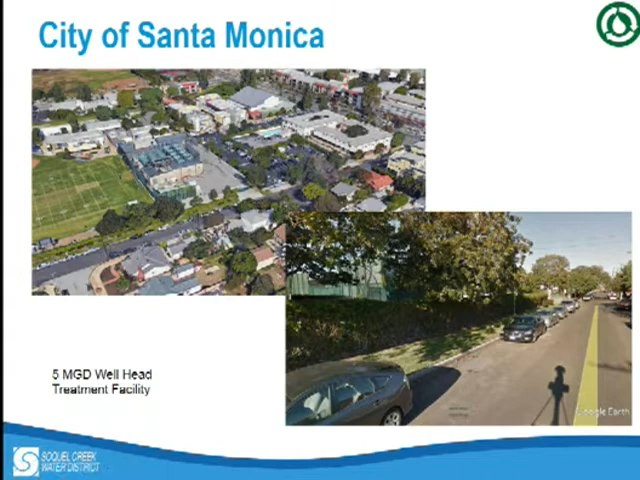 City of Santa Monica
5 MGD Well Head
Treatment Facility
Google Earth
SOQUEL CREEK
WATER DISTRICT